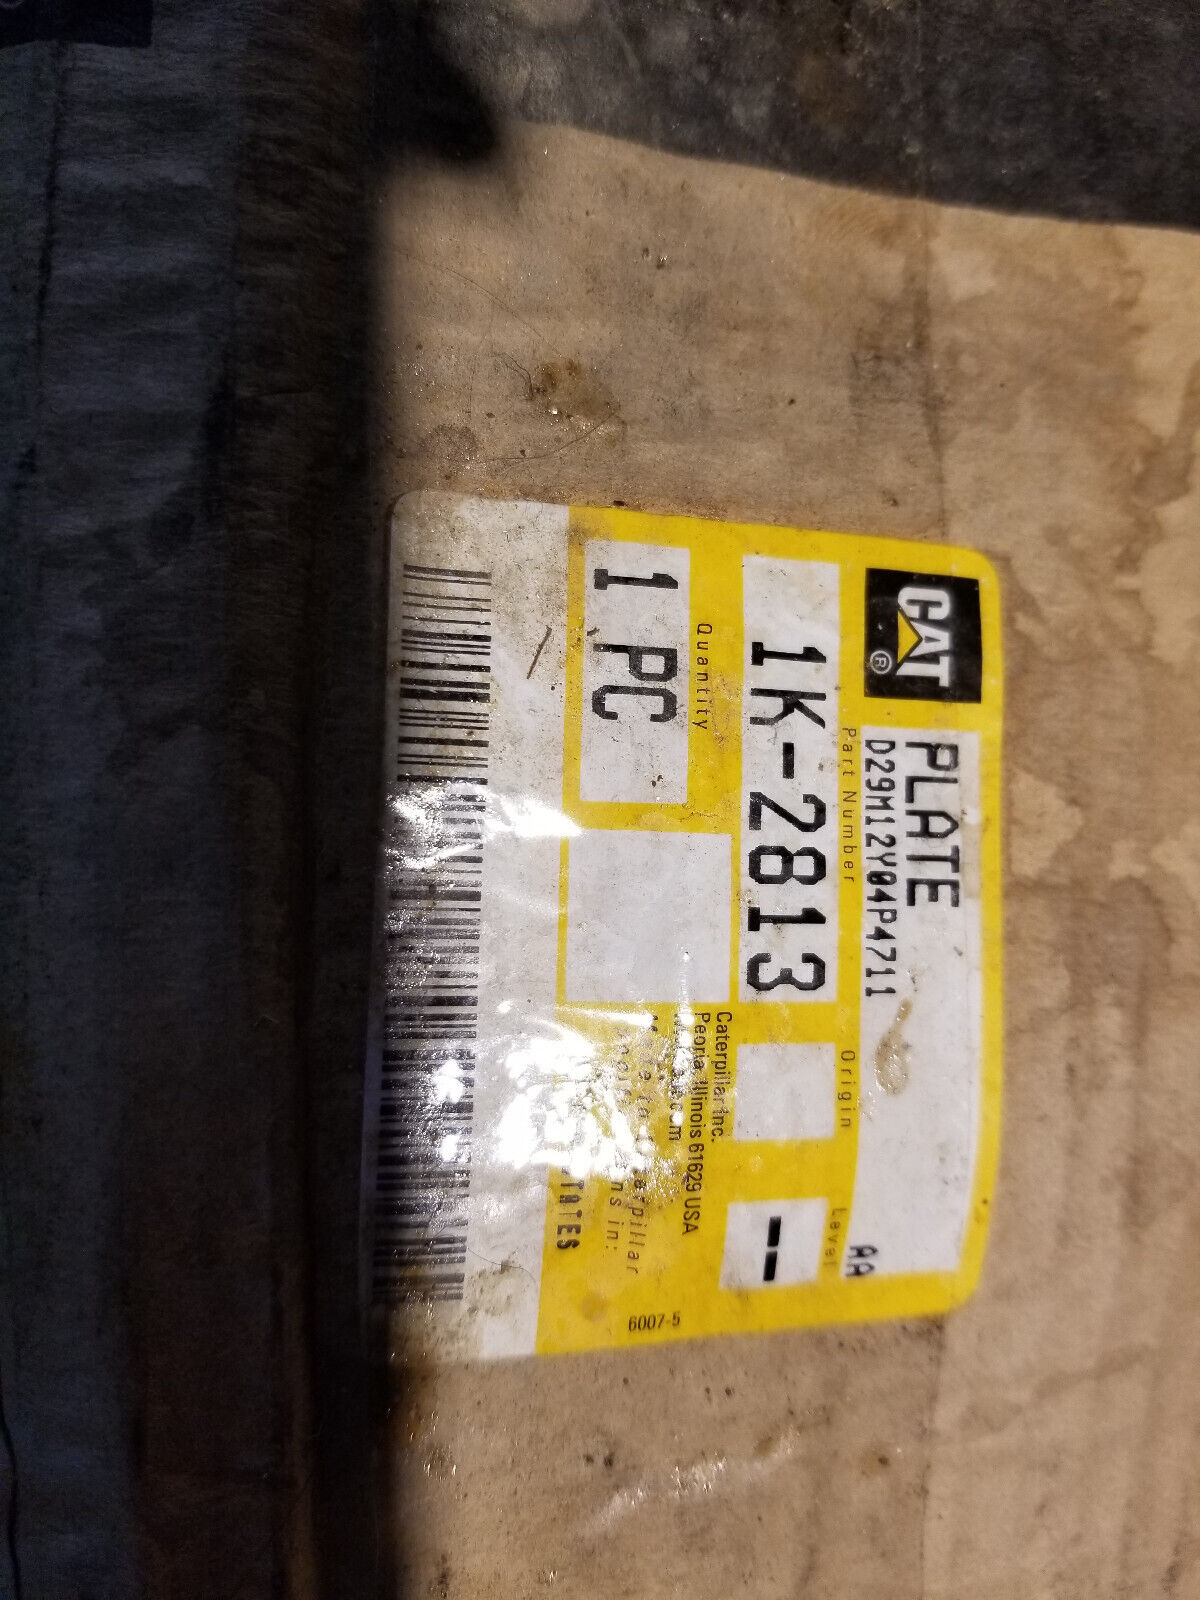 CAT®
PLATE
D29M12Y04P4711
AA
Part Number
Origin
Level
1K-2813
--
Quantity
1 PC
Caterpillar Inc.
Peoria, Illinois 61629 USA
in:
6007-5